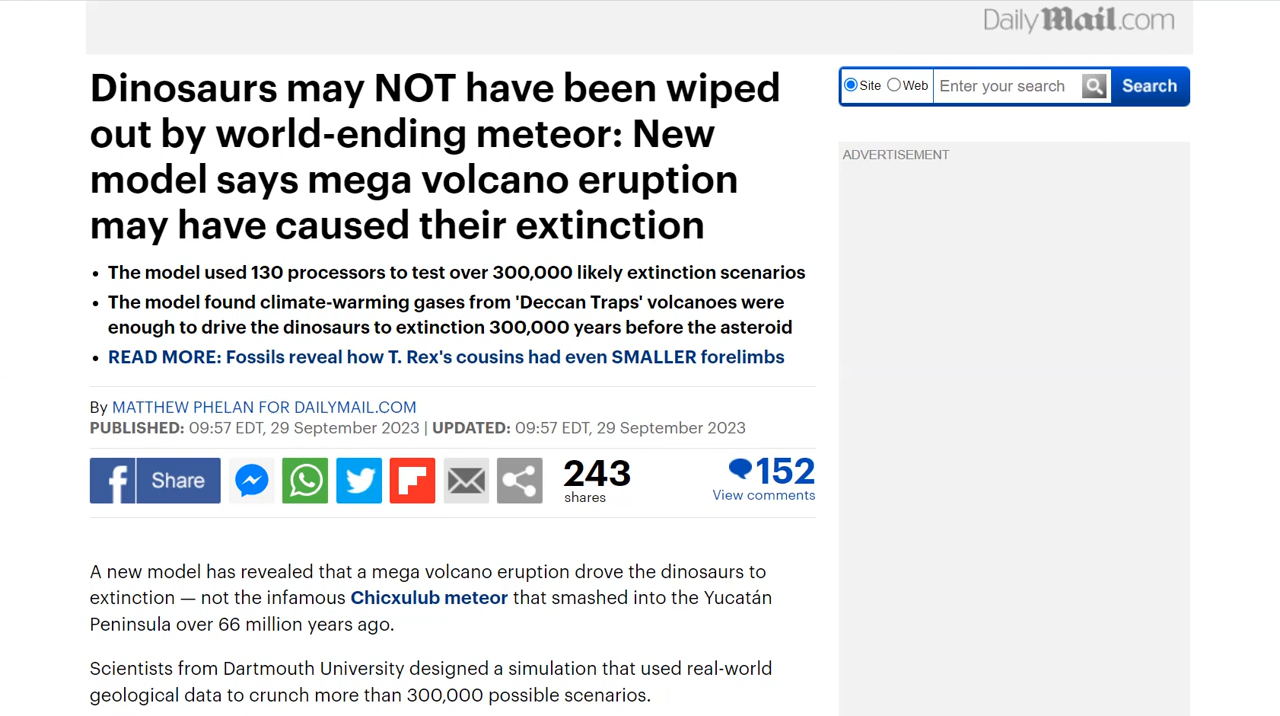 Daily Mail.com
Dinosaurs may NOT have been wiped
out by world-ending meteor: New
model says mega volcano eruption
may have caused their extinction
Site Web Enter your search Search
ADVERTISEMENT
• The model used 130 processors to test over 300,000 likely extinction scenarios
• The model found climate-warming gases from 'Deccan Traps' volcanoes were
enough to drive the dinosaurs to extinction 300,000 years before the asteroid
• READ MORE: Fossils reveal how T. Rex's cousins had even SMALLER forelimbs
By MATTHEW PHELAN FOR DAILYMAIL.COM
PUBLISHED: 09:57 EDT, 29 September 2023 | UPDATED: 09:57 EDT, 29 September 2023
f Share 243 shares 152 View comments
A new model has revealed that a mega volcano eruption drove the dinosaurs to
extinction — not the infamous Chicxulub meteor that smashed into the Yucatán
Peninsula over 66 million years ago.
Scientists from Dartmouth University designed a simulation that used real-world
geological data to crunch more than 300,000 possible scenarios.